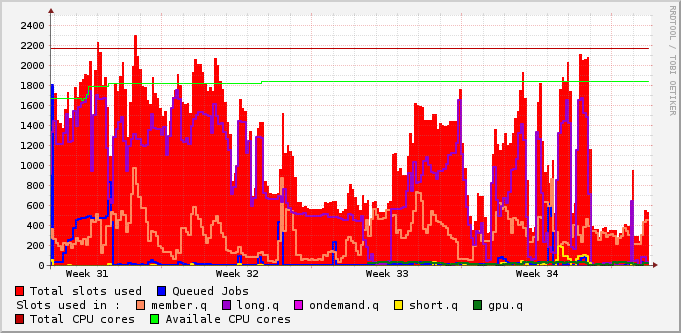 2400
2200
2000
1800
1600
1400
1200
1000
800
600
400
200
0
Week 31 Week 32 Week 33 Week 34
Total slots used Queued Jobs
Slots used in : member.q long.q ondemand.q short.q gpu.q
Total CPU cores Availale CPU cores
RRDTOOL / TOBI OETIKER